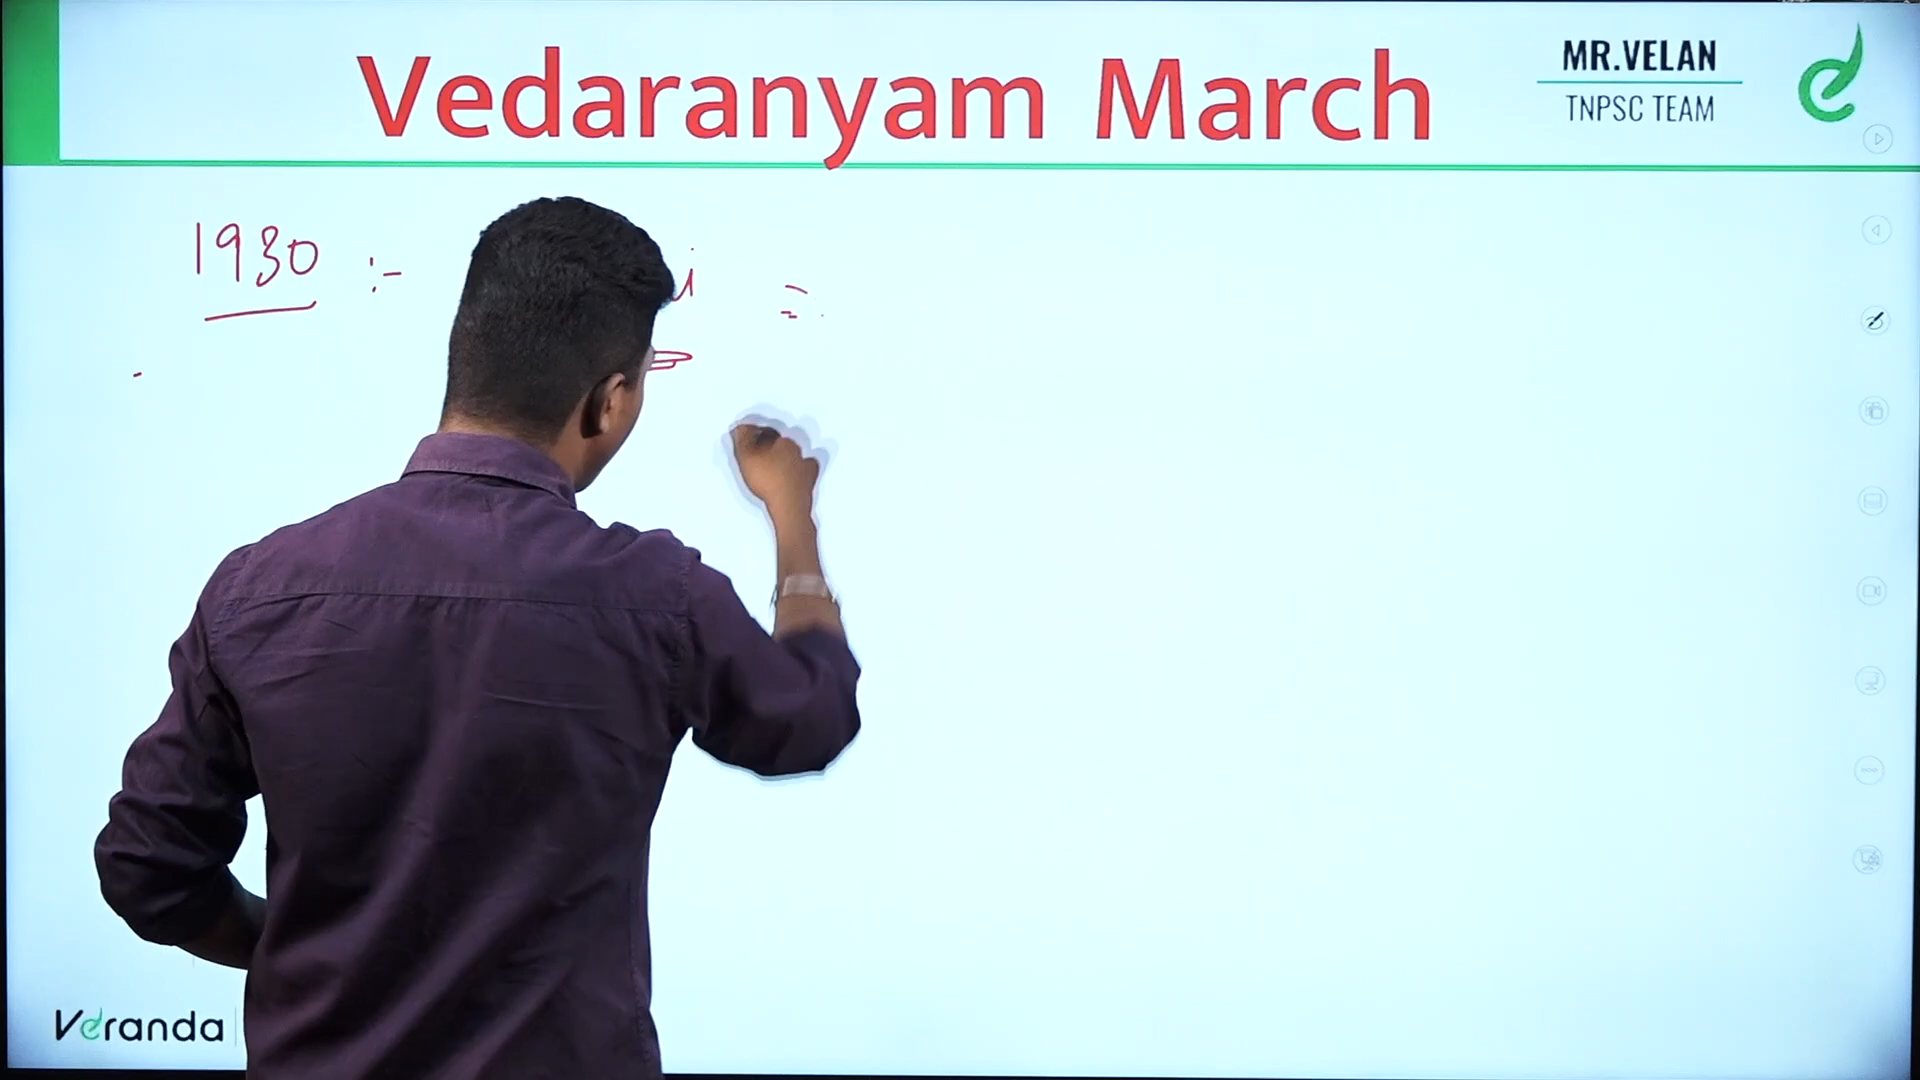 Vedaranyam March
MR.VELAN
TNPSC TEAM
1930 :-
Veranda